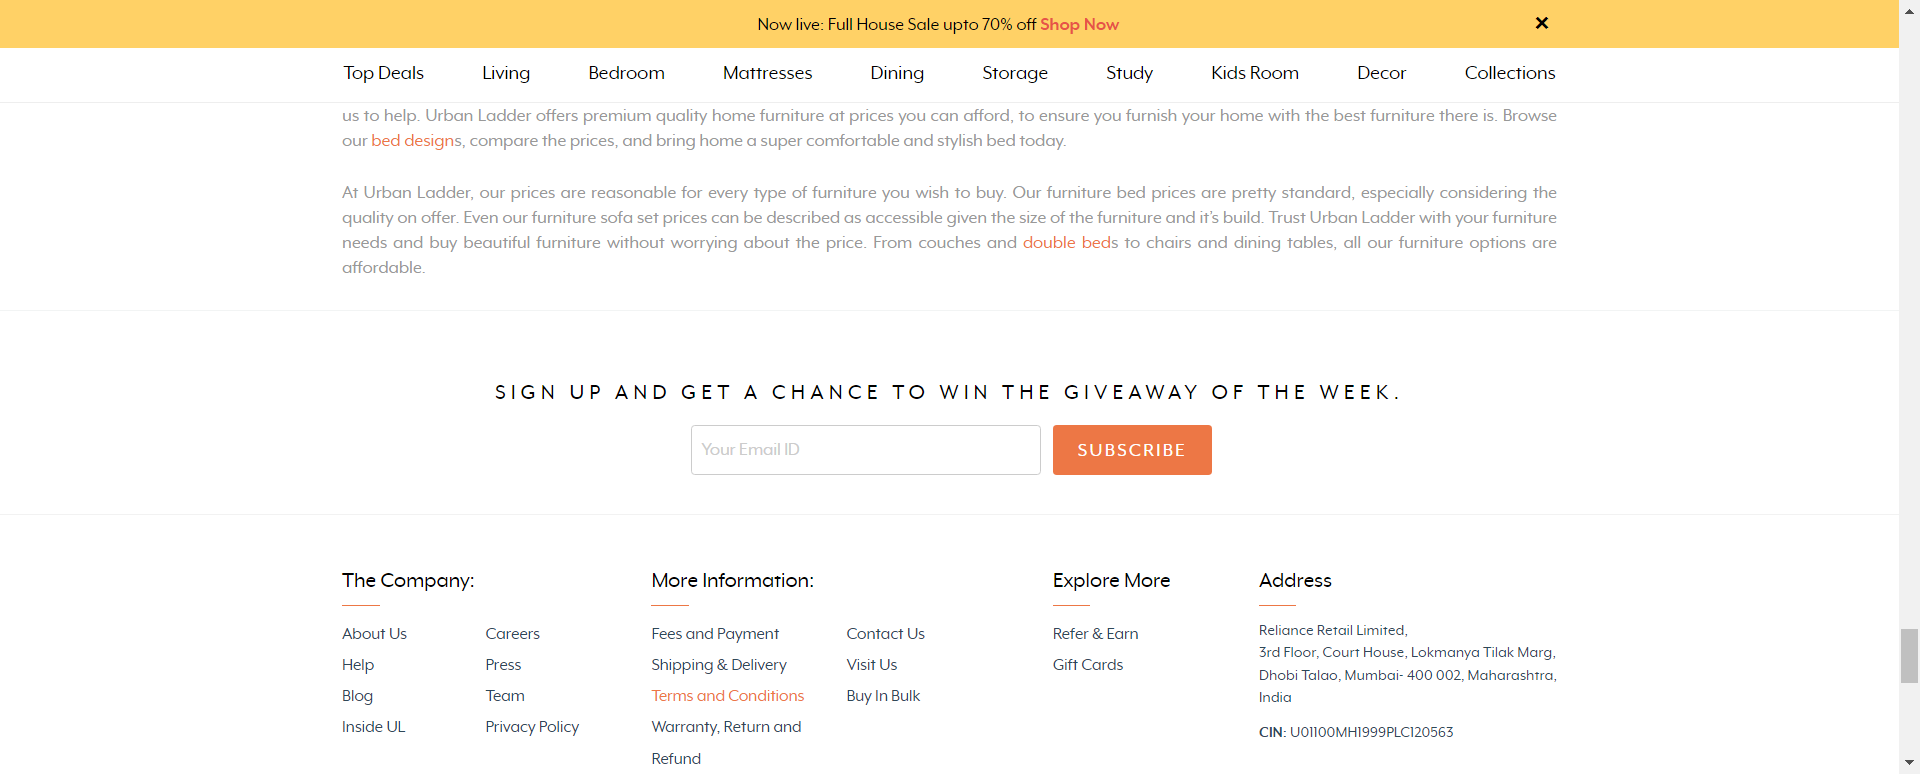 Now live: Full House Sale upto 70% off Shop Now ✕
Top Deals Living Bedroom Mattresses Dining Storage Study Kids Room Decor Collections
us to help. Urban Ladder offers premium quality home furniture at prices you can afford, to ensure you furnish your home with the best furniture there is. Browse
our bed designs, compare the prices, and bring home a super comfortable and stylish bed today.
At Urban Ladder, our prices are reasonable for every type of furniture you wish to buy. Our furniture bed prices are pretty standard, especially considering the
quality on offer. Even our furniture sofa set prices can be described as accessible given the size of the furniture and it's build. Trust Urban Ladder with your furniture
needs and buy beautiful furniture without worrying about the price. From couches and double beds to chairs and dining tables, all our furniture options are
affordable.
SIGN UP AND GET A CHANCE TO WIN THE GIVEAWAY OF THE WEEK.
Your Email ID SUBSCRIBE
The Company:
About Us
Help
Blog
Inside UL
Careers
Press
Team
Privacy Policy
More Information:
Fees and Payment
Shipping & Delivery
Terms and Conditions
Warranty, Return and
Refund
Contact Us
Visit Us
Buy In Bulk
Explore More
Refer & Earn
Gift Cards
Address
Reliance Retail Limited,
3rd Floor, Court House, Lokmanya Tilak Marg,
Dhobi Talao, Mumbai- 400 002, Maharashtra,
India
CIN: U01100MH1999PLC120563